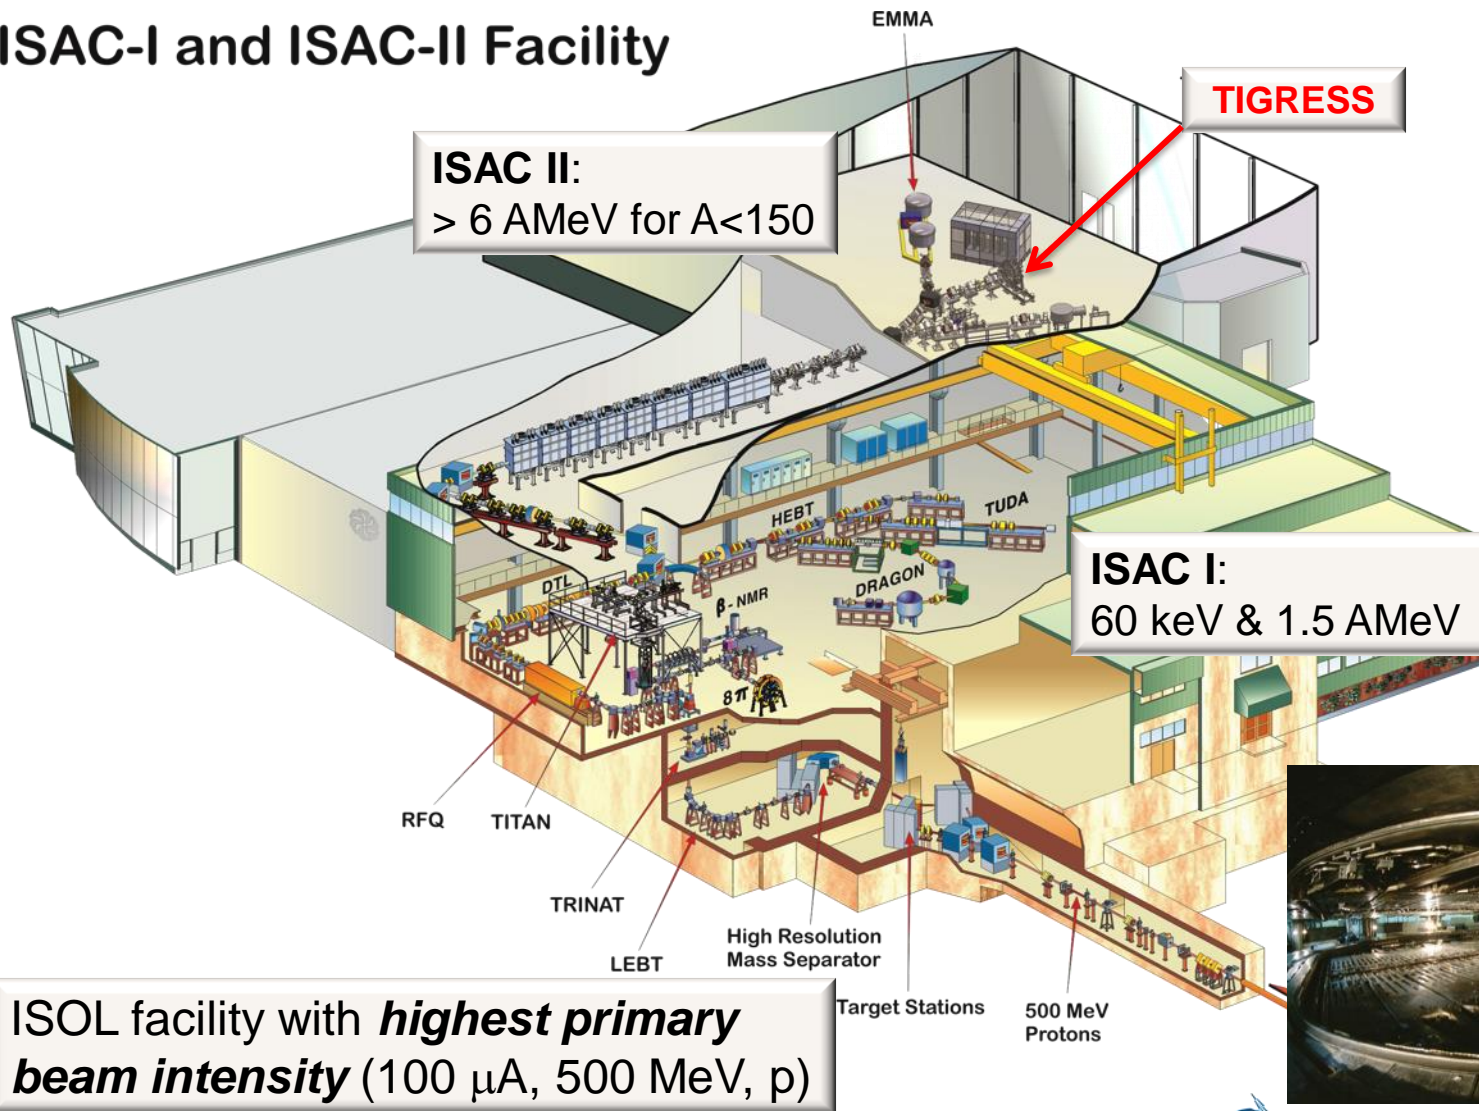 ISAC-I and ISAC-II Facility
EMMA
TIGRESS
ISAC II:
> 6 AMeV for A<150
HEBT
TUDA
ISAC I:
60 keV & 1.5 AMeV
DTL
β-NMR
DRAGON
8π
RFQ
TITAN
TRINAT
LEBT
High Resolution
Mass Separator
Target Stations
500 MeV
Protons
ISOL facility with highest primary
beam intensity (100 μA, 500 MeV, p)